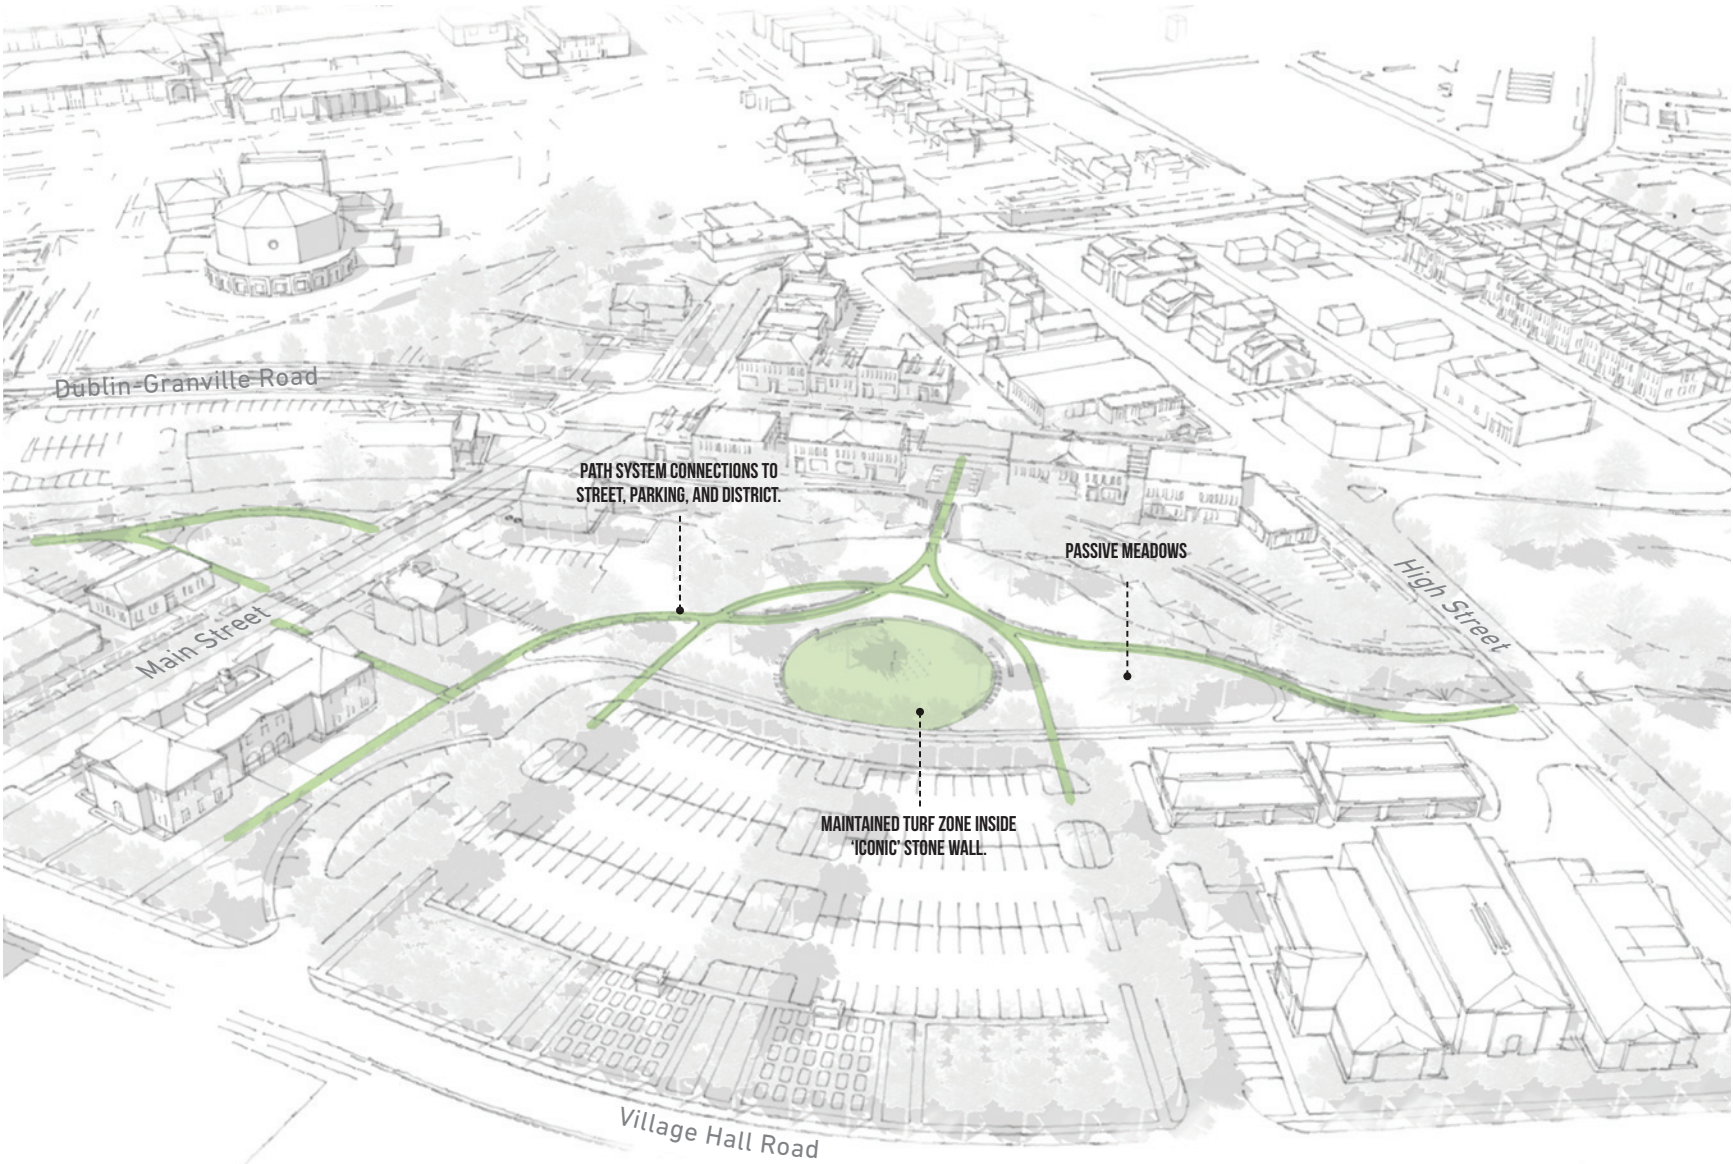 Dublin-Granville Road
PATH SYSTEM CONNECTIONS TO
STREET, PARKING, AND DISTRICT.
PASSIVE MEADOWS
High Street
Main Street
MAINTAINED TURF ZONE INSIDE
'ICONIC' STONE WALL.
Village Hall Road